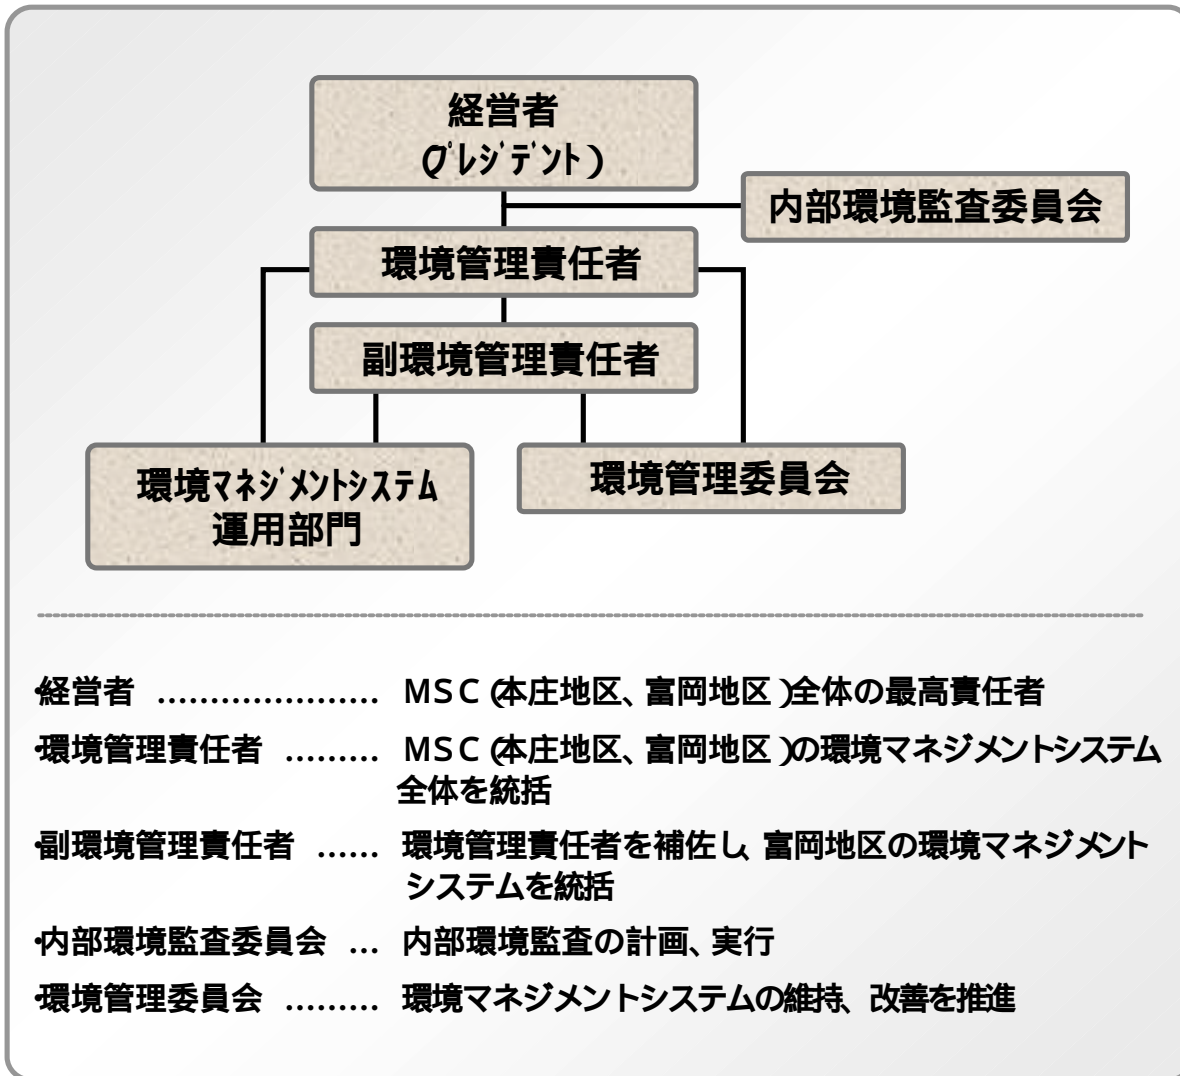 経営者
(プレジデント)
内部環境監査委員会
環境管理責任者
副環境管理責任者
環境マネジメントシステム
運用部門
環境管理委員会
・経営者 ..................... MSC(本庄地区、富岡地区)全体の最高責任者
・環境管理責任者 ......... MSC(本庄地区、富岡地区)の環境マネジメントシステム
全体を統括
・副環境管理責任者 ...... 環境管理責任者を補佐し、富岡地区の環境マネジメント
システムを統括
・内部環境監査委員会 ... 内部環境監査の計画、実行
・環境管理委員会 ......... 環境マネジメントシステムの維持、改善を推進